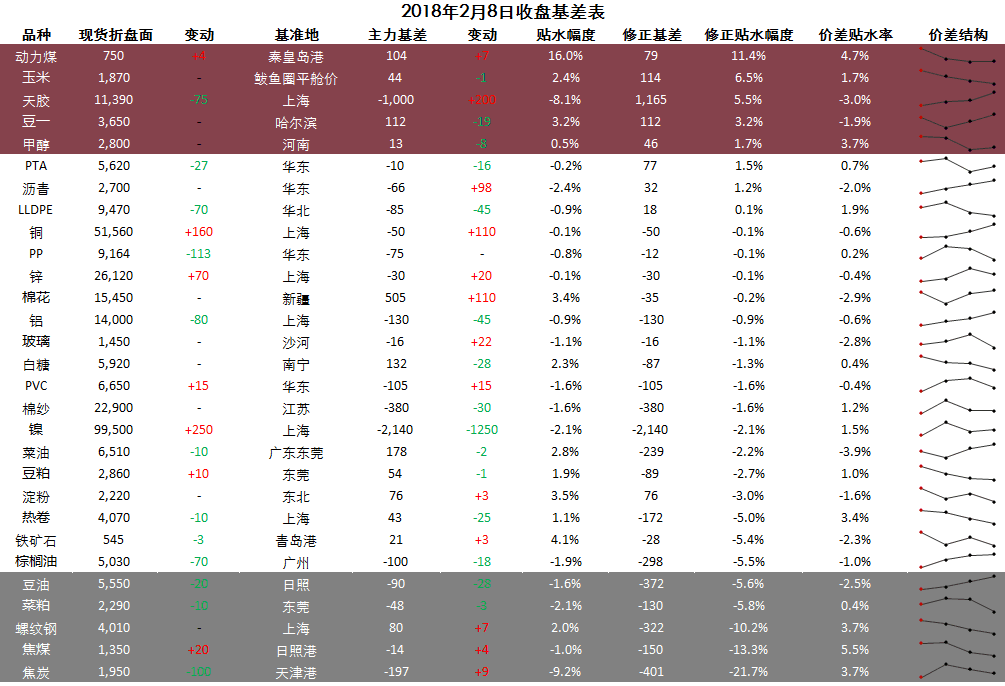 2018年2月8日收盘基差表
品种 现货折盘面 变动 基准地 主力基差 变动 贴水幅度 修正基差 修正贴水幅度 价差贴水率 价差结构
动力煤 750 +4 秦皇岛港 104 +7 16.0% 79 11.4% 4.7%
玉米 1,870 - 鲅鱼圈平舱价 44 -1 2.4% 114 6.5% 1.7%
天胶 11,390 -75 上海 -1,000 +200 -8.1% 1,165 5.5% -3.0%
豆一 3,650 - 哈尔滨 112 -19 3.2% 112 3.2% -1.9%
甲醇 2,800 - 河南 13 -8 0.5% 46 1.7% 3.7%
PTA 5,620 -27 华东 -10 -16 -0.2% 77 1.5% 0.7%
沥青 2,700 - 华东 -66 +98 -2.4% 32 1.2% -2.0%
LLDPE 9,470 -70 华北 -85 -45 -0.9% 18 0.1% 1.9%
铜 51,560 +160 上海 -50 +110 -0.1% -50 -0.1% -0.6%
PP 9,164 -113 华东 -75 - -0.8% -12 -0.1% 0.2%
锌 26,120 +70 上海 -30 +20 -0.1% -30 -0.1% -0.4%
棉花 15,450 - 新疆 505 +110 3.4% -35 -0.2% -2.9%
铝 14,000 -80 上海 -130 -45 -0.9% -130 -0.9% -0.6%
玻璃 1,450 - 沙河 -16 +22 -1.1% -16 -1.1% -2.8%
白糖 5,920 - 南宁 132 -28 2.3% -87 -1.3% 0.4%
PVC 6,650 +15 华东 -105 +15 -1.6% -105 -1.6% -0.4%
棉纱 22,900 - 江苏 -380 -30 -1.6% -380 -1.6% 1.2%
镍 99,500 +250 上海 -2,140 -1250 -2.1% -2,140 -2.1% 1.5%
菜油 6,510 -10 广东东莞 178 -2 2.8% -239 -2.2% -3.9%
豆粕 2,860 +10 东莞 54 -1 1.9% -89 -2.7% 1.0%
淀粉 2,220 - 东北 76 +3 3.5% 76 -3.0% -1.6%
热卷 4,070 -10 上海 43 -25 1.1% -172 -5.0% 3.4%
铁矿石 545 -3 青岛港 21 +3 4.1% -28 -5.4% -2.3%
棕榈油 5,030 -70 广州 -100 -18 -1.9% -298 -5.5% -1.0%
豆油 5,550 -20 日照 -90 -28 -1.6% -372 -5.6% -2.5%
菜粕 2,290 -10 东莞 -48 -3 -2.1% -130 -5.8% 0.4%
螺纹钢 4,010 - 上海 80 +7 2.0% -322 -10.2% 3.7%
焦煤 1,350 +20 日照港 -14 +4 -1.0% -150 -13.3% 5.5%
焦炭 1,950 -100 天津港 -197 +9 -9.2% -401 -21.7% 3.7%